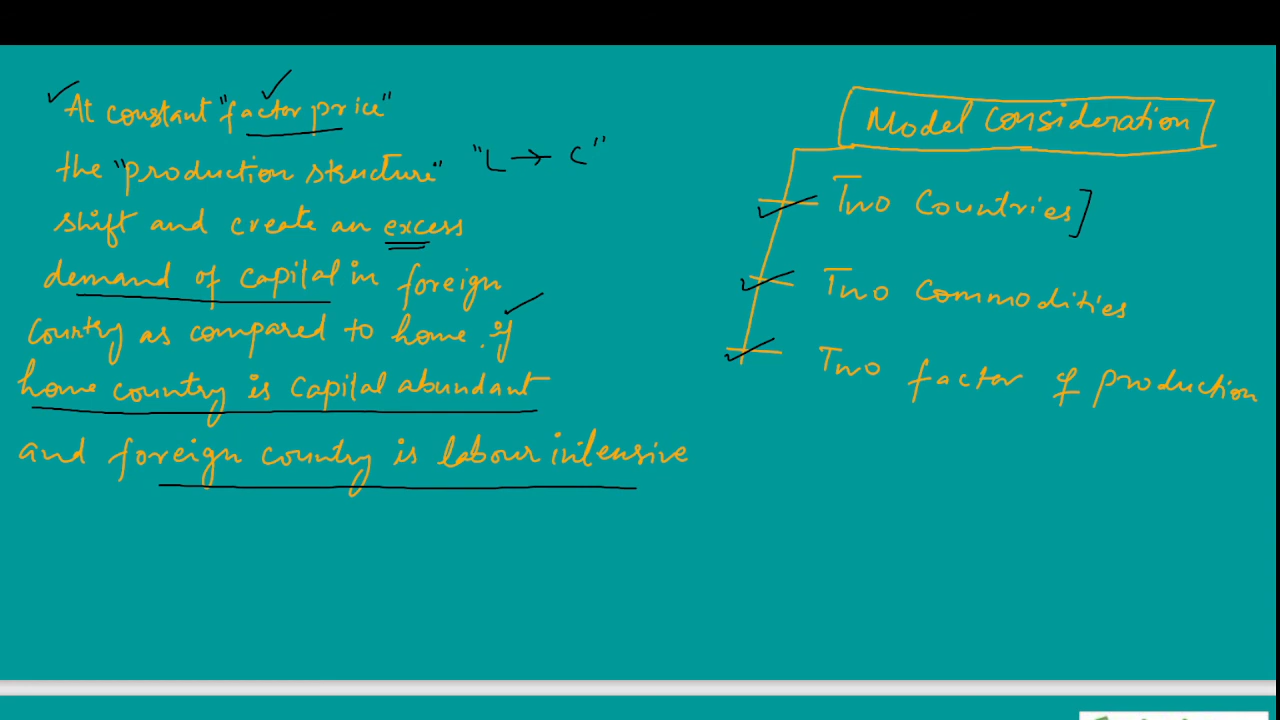 At constant "factor price"
the "production structure" "L → C"
shift and create an excess
demand of capital in foreign
country as compared to home. if
home country is capital abundant
and foreign country is labour intensive
Model Consideration
Two Countries]
Two Commodities
Two factor of production